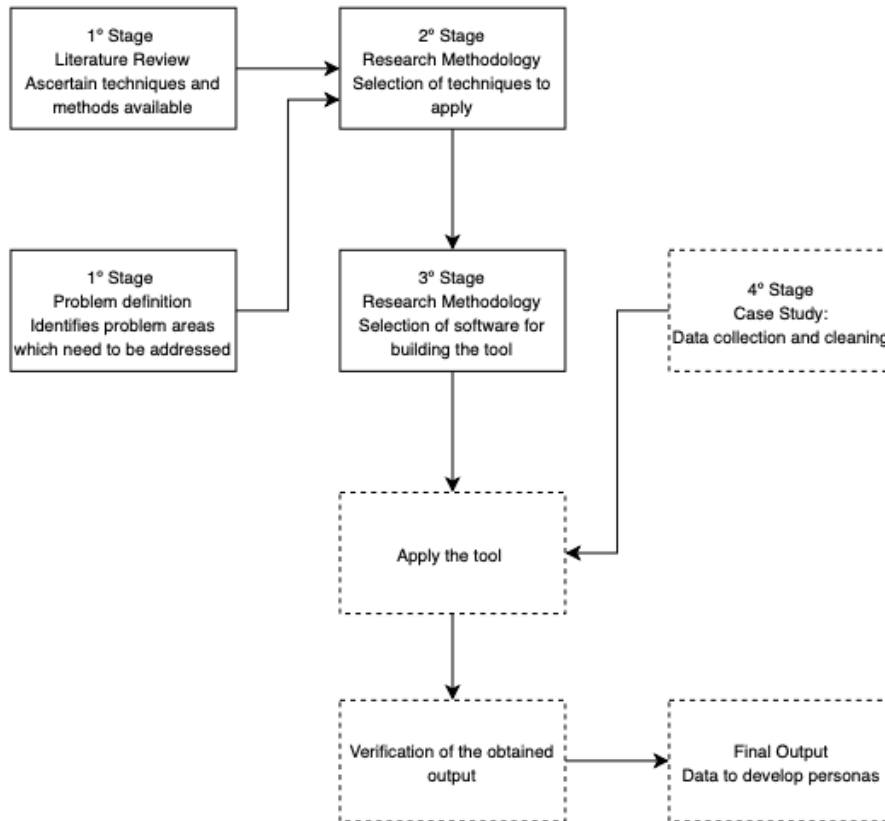 1º Stage
Literature Review
Ascertain techniques and
methods available
2º Stage
Research Methodology
Selection of techniques to
apply
1º Stage
Problem definition
Identifies problem areas
which need to be addressed
3º Stage
Research Methodology
Selection of software for
building the tool
4º Stage
Case Study:
Data collection and cleaning
Apply the tool
Verification of the obtained
output
Final Output
Data to develop personas